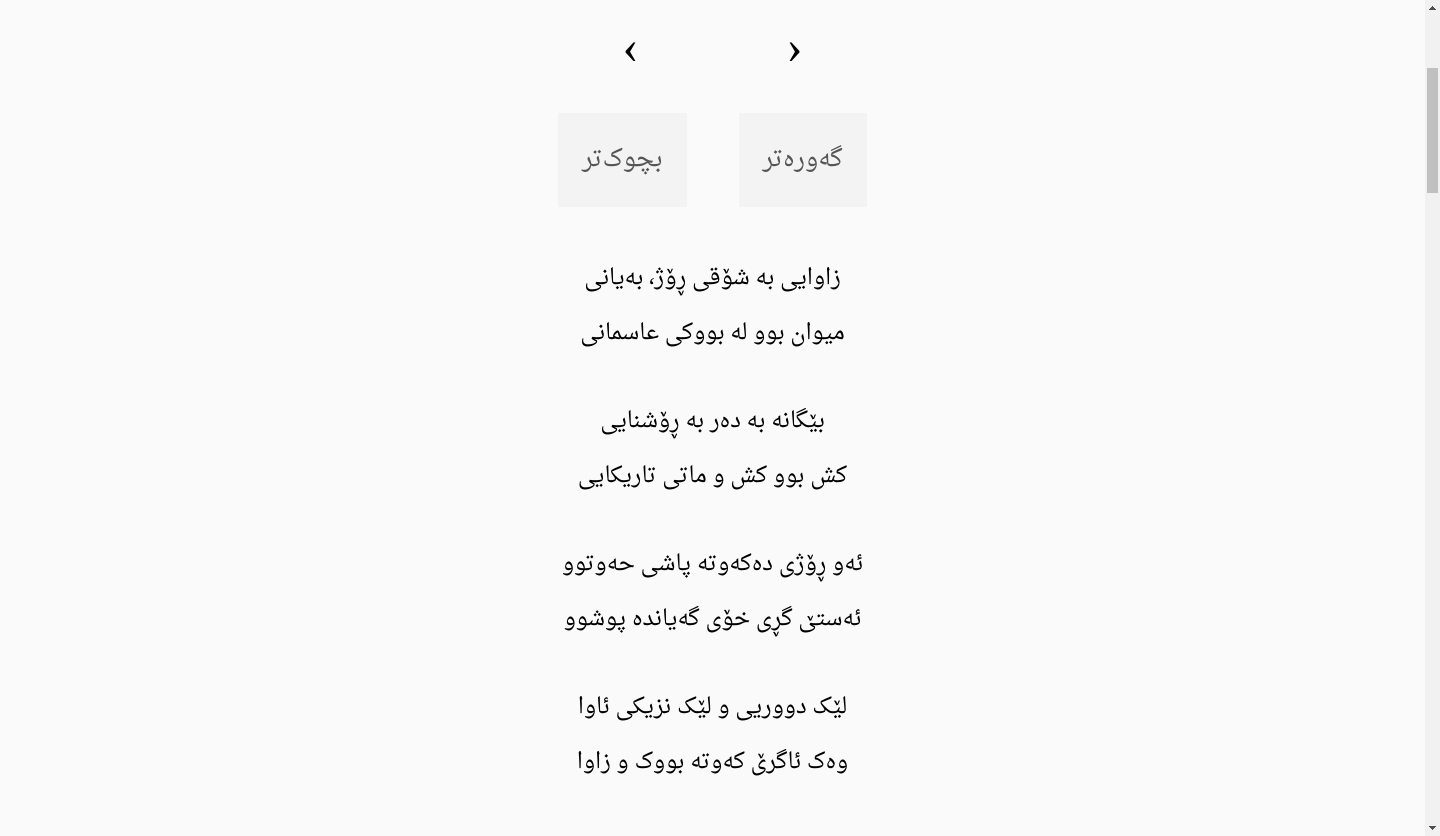 ‹ ›
گەورەتر
بچوک‌تر
زاوایی بە شۆقی ڕۆژ، بەیانی
میوان بوو لە بووکی عاسمانی
بێگانە بە دەر بە ڕۆشنایی
کش بوو کش و ماتی تاریکایی
ئەو ڕۆژی دەکەوتە پاشی حەوتوو
ئەستێ گڕی خۆی گەیاندە پوشوو
لێک دووریی و لێک نزیکی ئاوا
وەک ئاگرێ کەوتە بووک و زاوا